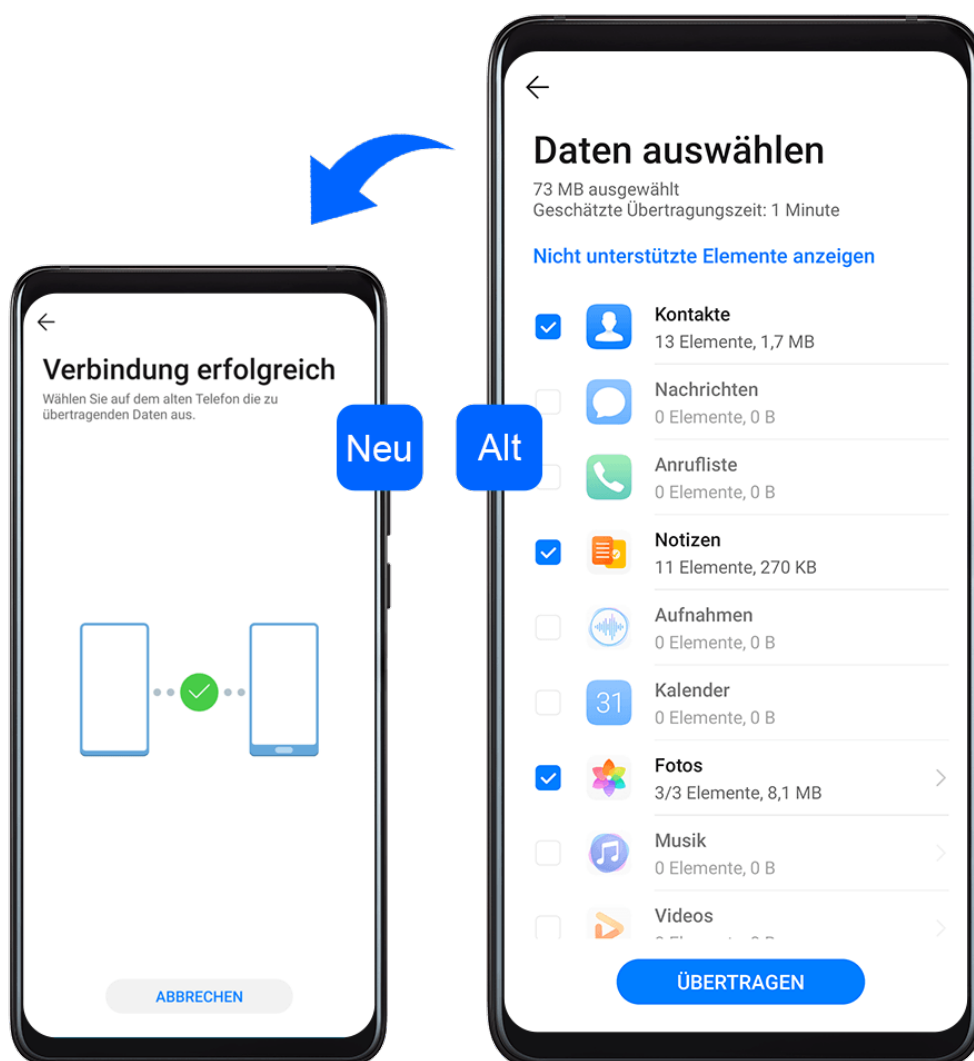 Verbindung erfolgreich
Wählen Sie auf dem alten Telefon die zu
übertragenden Daten aus.
ABBRECHEN
Neu
Alt
Daten auswählen
73 MB ausgewählt
Geschätzte Übertragungszeit: 1 Minute
Nicht unterstützte Elemente anzeigen
Kontakte
13 Elemente, 1,7 MB
Nachrichten
0 Elemente, 0 B
Anrufliste
0 Elemente, 0 B
Notizen
11 Elemente, 270 KB
Aufnahmen
0 Elemente, 0 B
31
Kalender
0 Elemente, 0 B
Fotos
3/3 Elemente, 8,1 MB
Musik
0 Elemente, 0 B
Videos
ÜBERTRAGEN